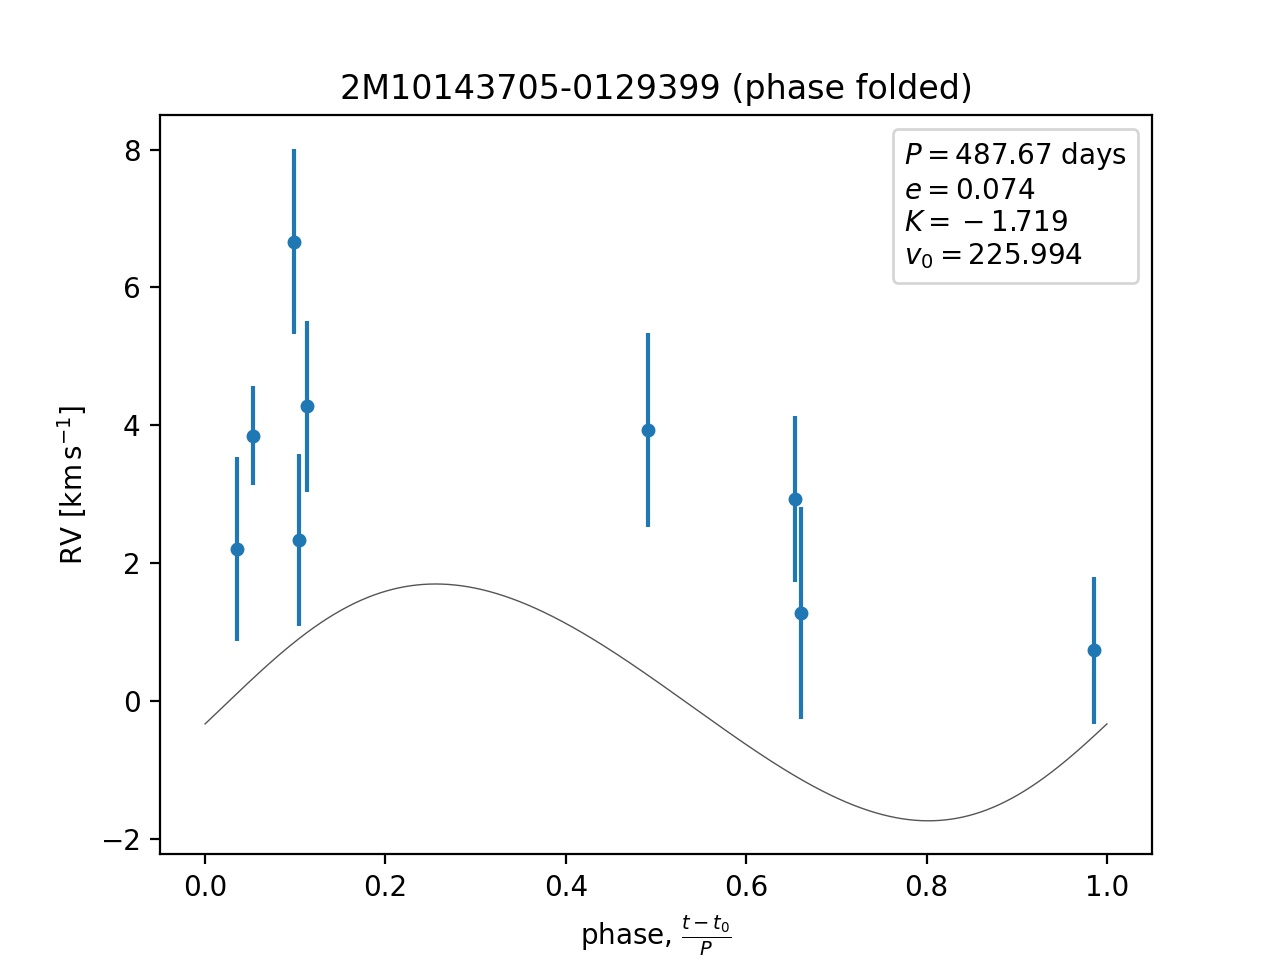 2M10143705-0129399 (phase folded)
P = 487.67 days
e = 0.074
K = −1.719
v₀ = 225.994
RV [km s⁻¹]
8
6
4
2
0
−2
0.0 0.2 0.4 0.6 0.8 1.0
phase, (t − t₀)/P